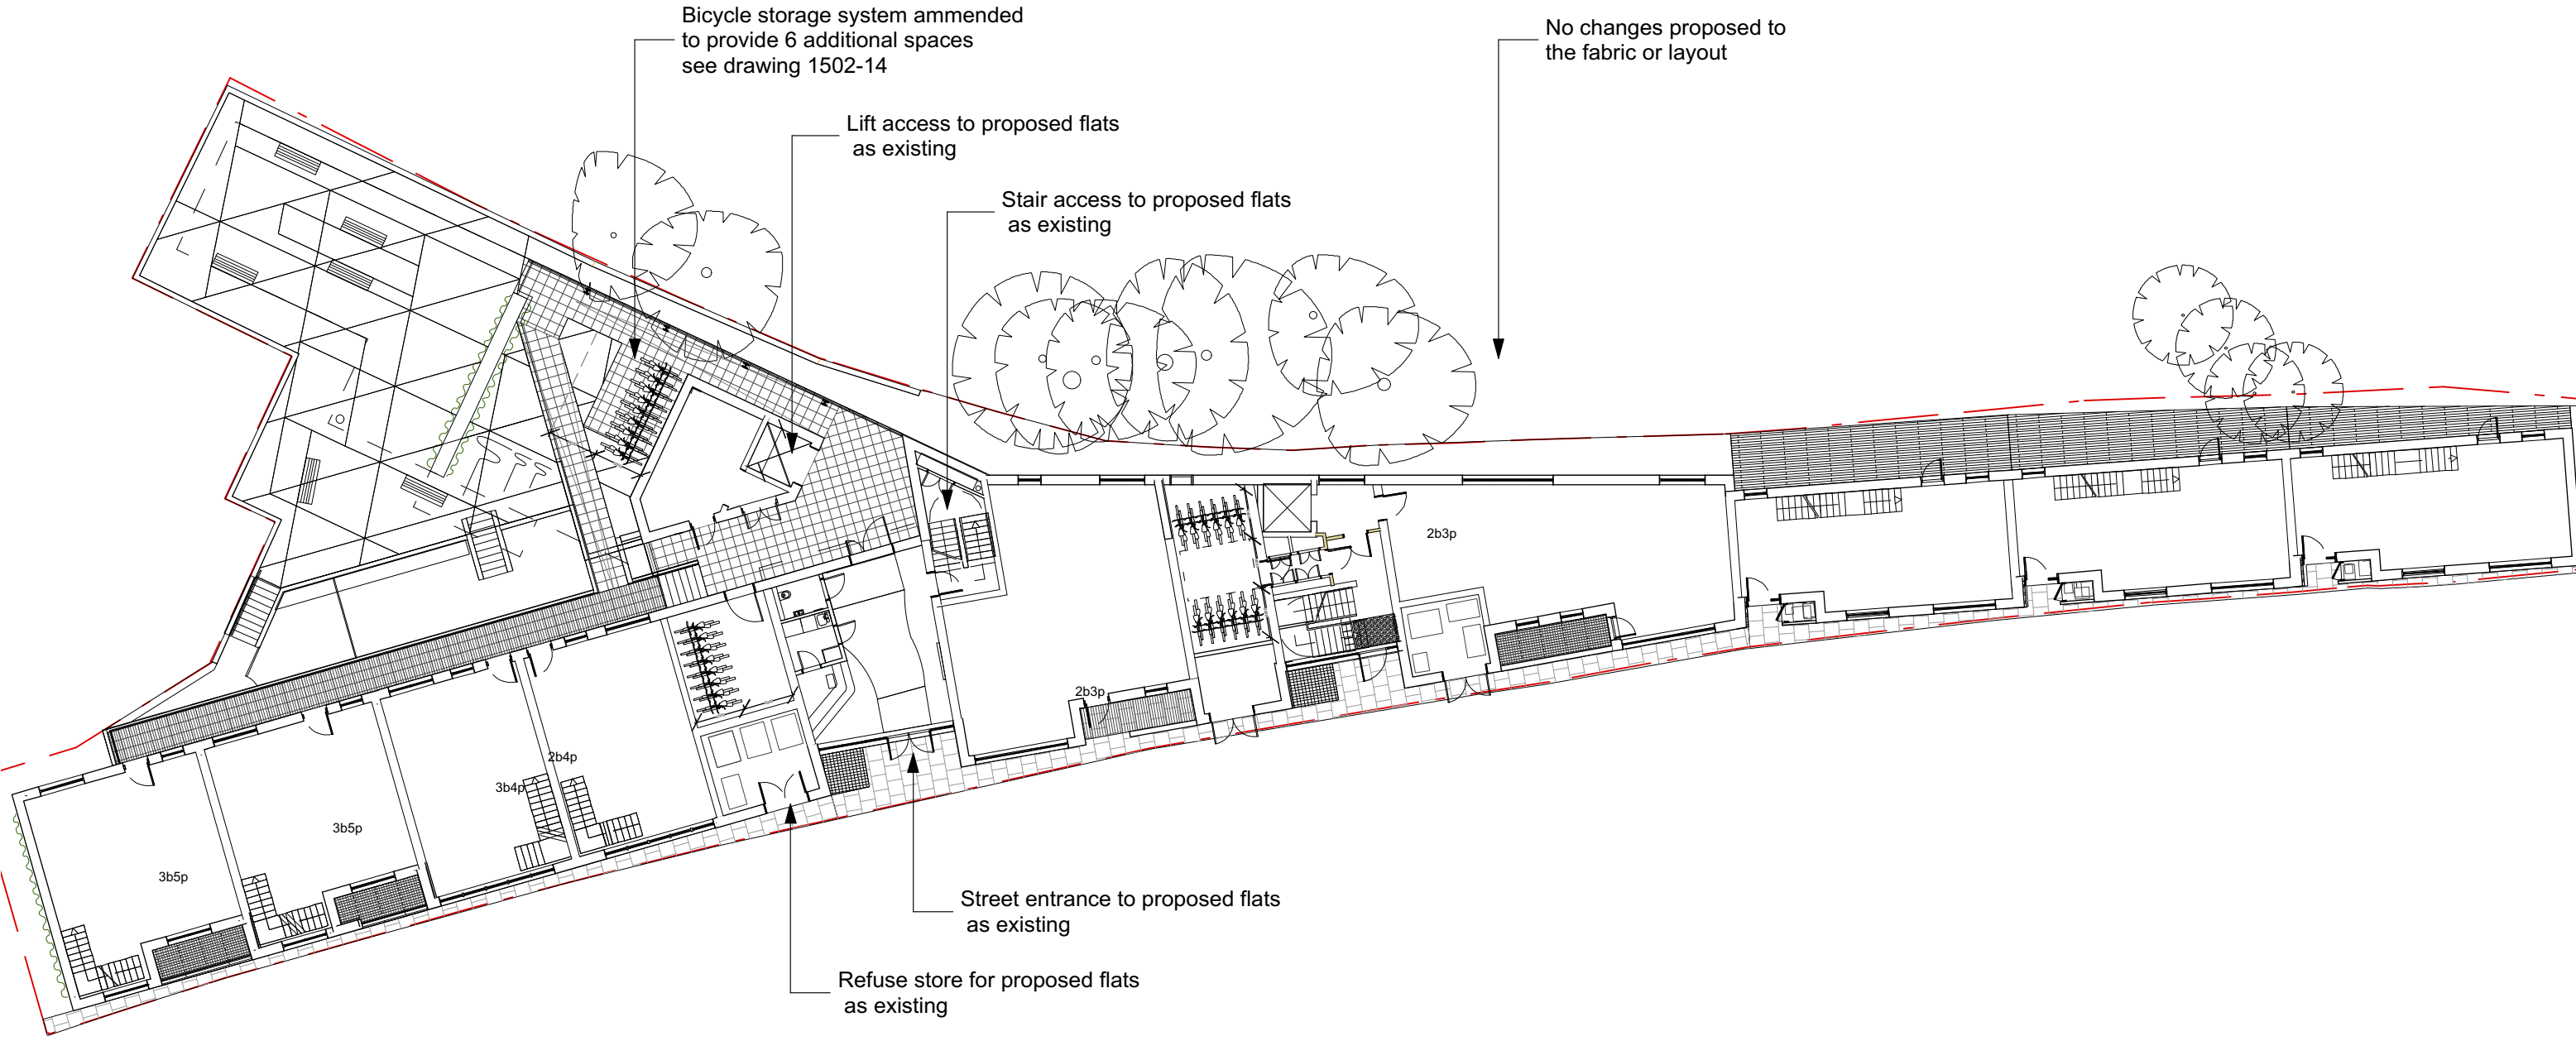 Bicycle storage system ammended
to provide 6 additional spaces
see drawing 1502-14
No changes proposed to
the fabric or layout
Lift access to proposed flats
as existing
Stair access to proposed flats
as existing
2b3p
2b3p
2b4p
3b4p
3b5p
3b5p
Street entrance to proposed flats
as existing
Refuse store for proposed flats
as existing